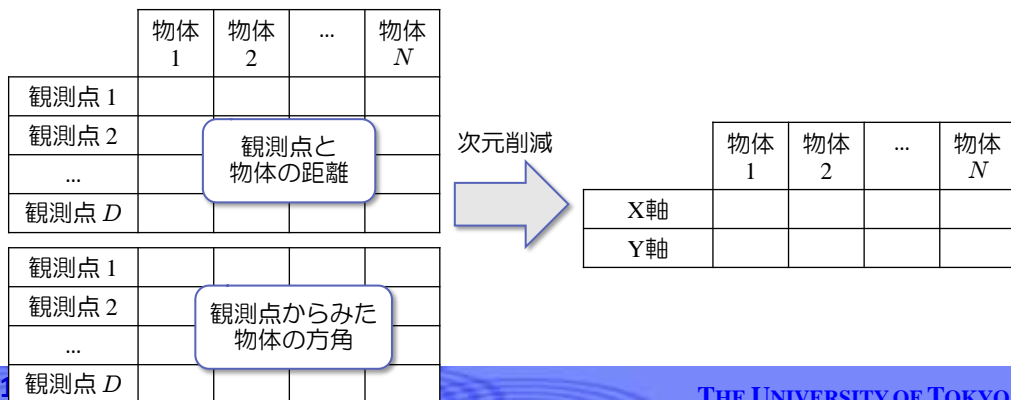 物体 1 物体 2 ... 物体 N
観測点 1
観測点 2
...
観測点 D
観測点と
物体の距離
観測点 1
観測点 2
...
観測点 D
観測点からみた
物体の方角
次元削減
物体 1 物体 2 ... 物体 N
X軸
Y軸
THE UNIVERSITY OF TOKYO